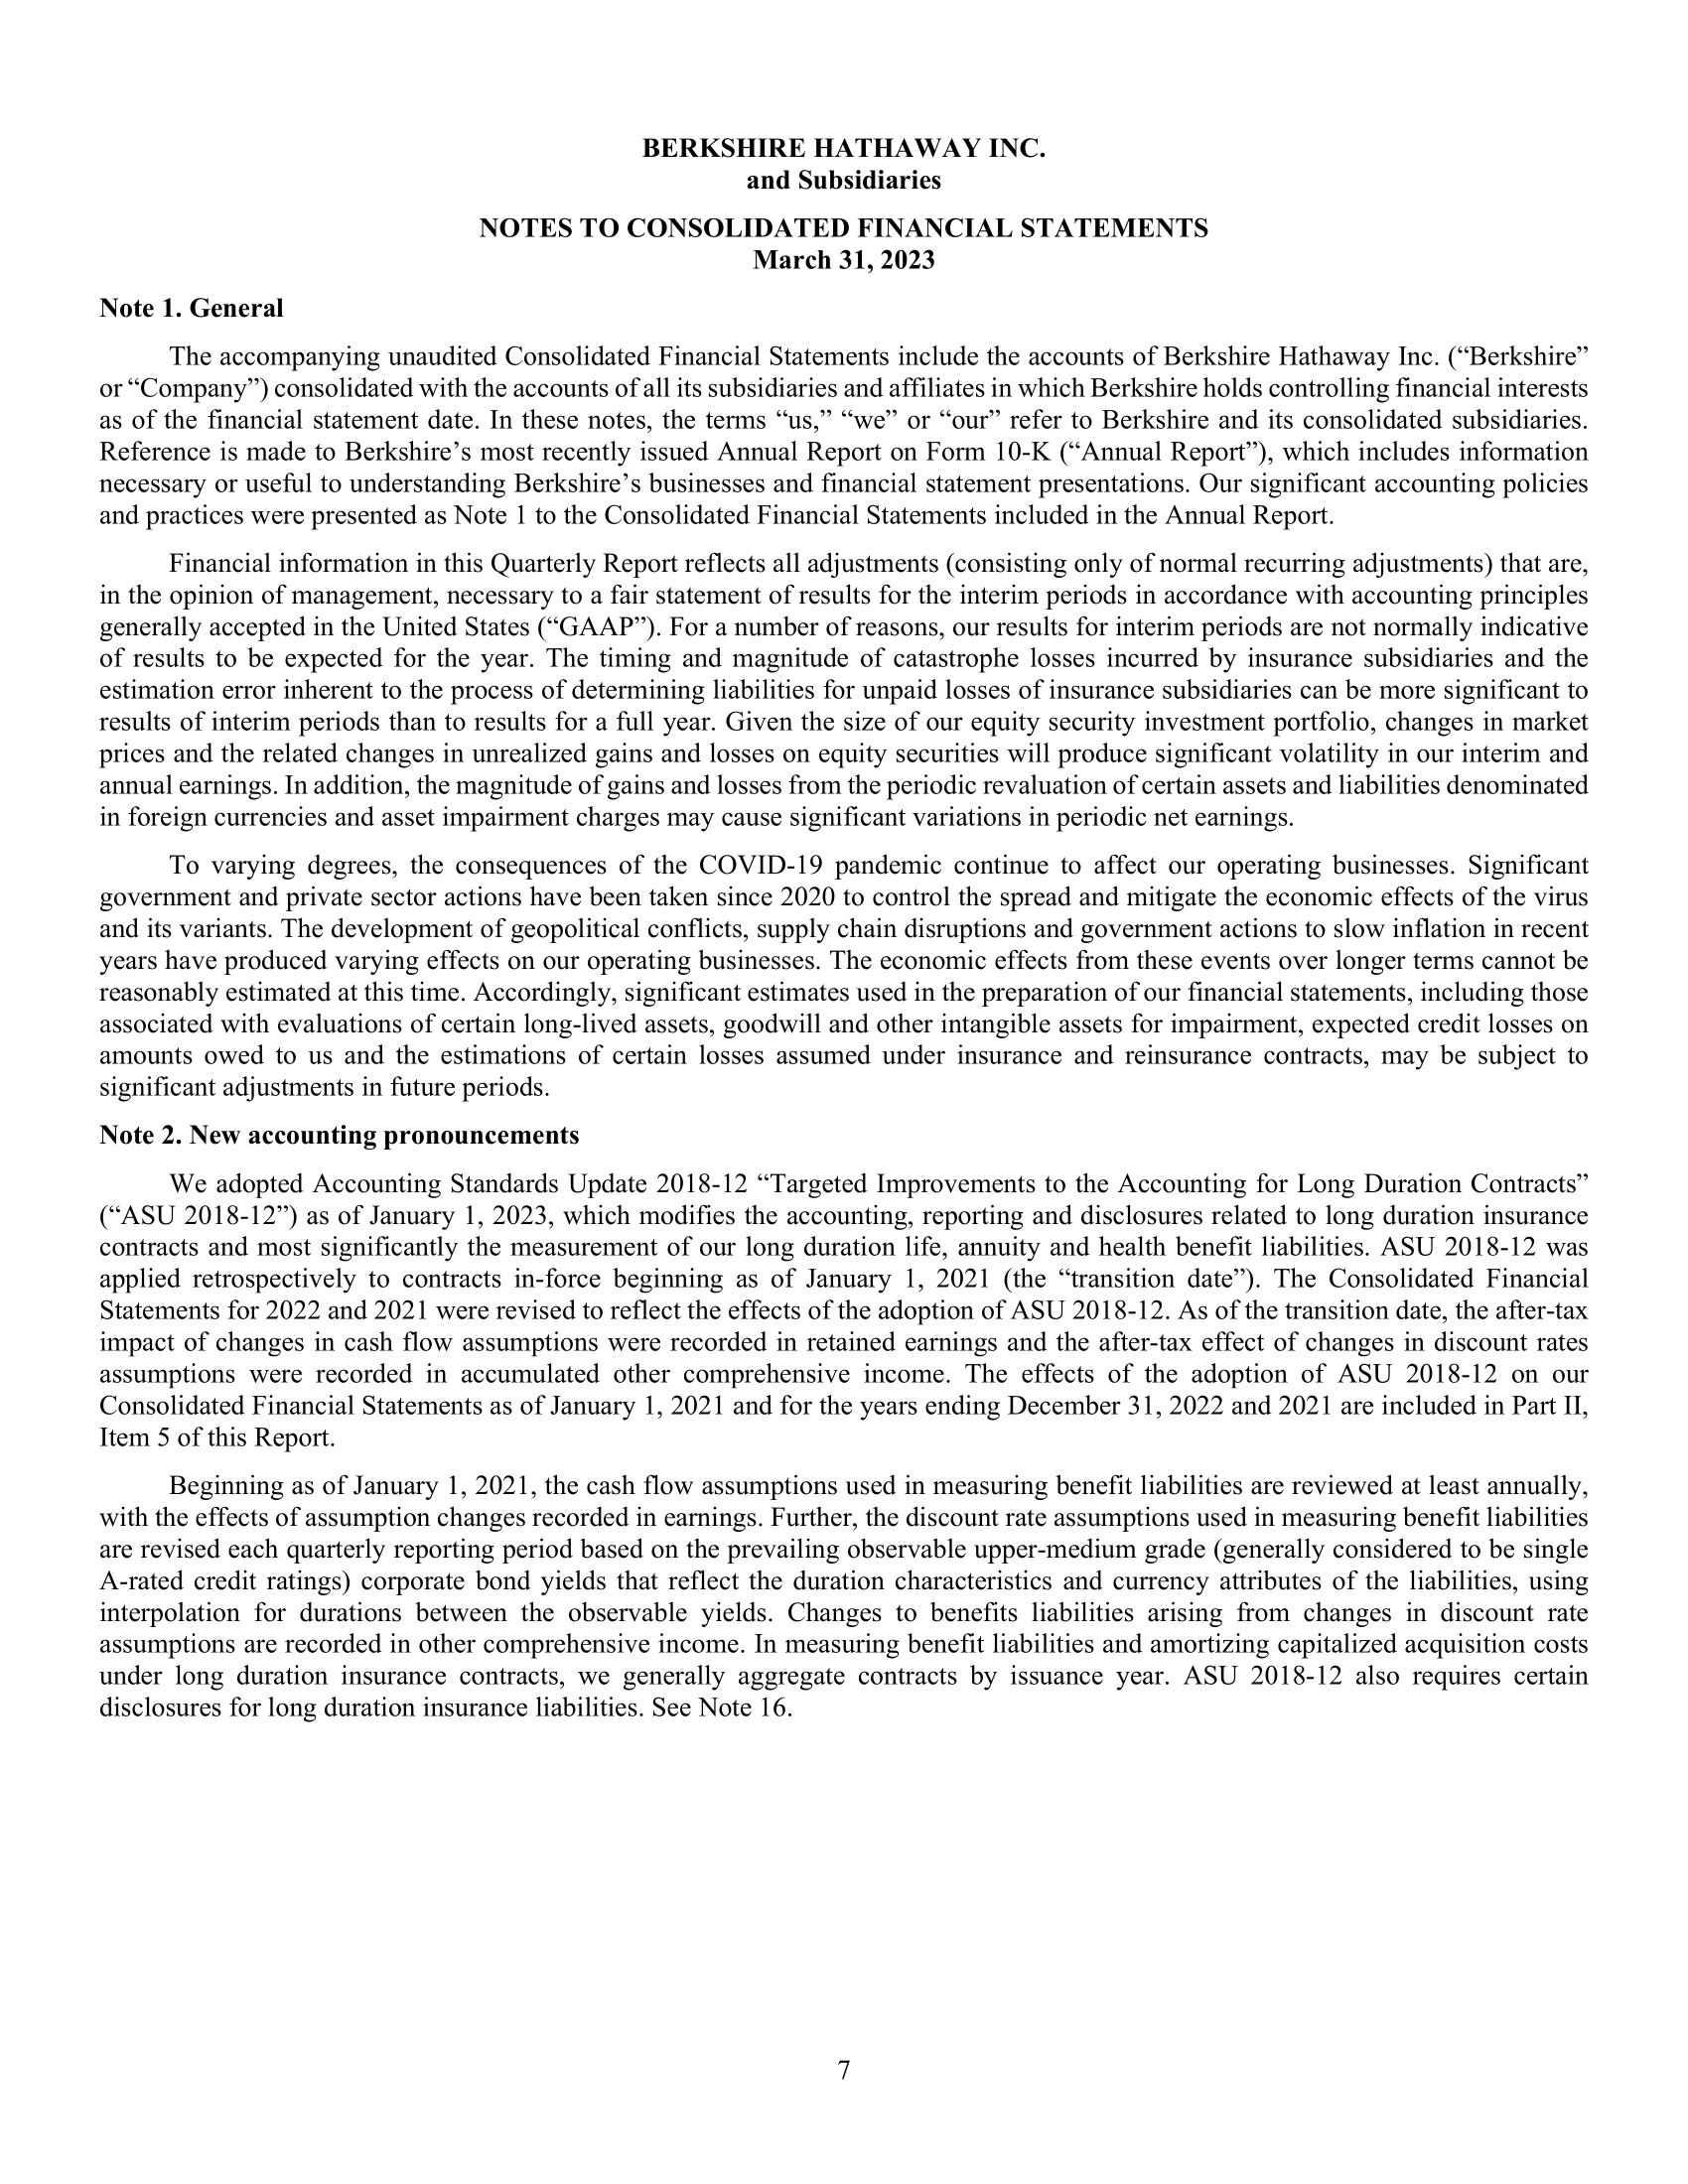 BERKSHIRE HATHAWAY INC.
and Subsidiaries
NOTES TO CONSOLIDATED FINANCIAL STATEMENTS
March 31, 2023
Note 1. General
The accompanying unaudited Consolidated Financial Statements include the accounts of Berkshire Hathaway Inc. (“Berkshire”
or “Company”) consolidated with the accounts of all its subsidiaries and affiliates in which Berkshire holds controlling financial interests
as of the financial statement date. In these notes, the terms “us,” “we” or “our” refer to Berkshire and its consolidated subsidiaries.
Reference is made to Berkshire’s most recently issued Annual Report on Form 10-K (“Annual Report”), which includes information
necessary or useful to understanding Berkshire’s businesses and financial statement presentations. Our significant accounting policies
and practices were presented as Note 1 to the Consolidated Financial Statements included in the Annual Report.
Financial information in this Quarterly Report reflects all adjustments (consisting only of normal recurring adjustments) that are,
in the opinion of management, necessary to a fair statement of results for the interim periods in accordance with accounting principles
generally accepted in the United States (“GAAP”). For a number of reasons, our results for interim periods are not normally indicative
of results to be expected for the year. The timing and magnitude of catastrophe losses incurred by insurance subsidiaries and the
estimation error inherent to the process of determining liabilities for unpaid losses of insurance subsidiaries can be more significant to
results of interim periods than to results for a full year. Given the size of our equity security investment portfolio, changes in market
prices and the related changes in unrealized gains and losses on equity securities will produce significant volatility in our interim and
annual earnings. In addition, the magnitude of gains and losses from the periodic revaluation of certain assets and liabilities denominated
in foreign currencies and asset impairment charges may cause significant variations in periodic net earnings.
To varying degrees, the consequences of the COVID-19 pandemic continue to affect our operating businesses. Significant
government and private sector actions have been taken since 2020 to control the spread and mitigate the economic effects of the virus
and its variants. The development of geopolitical conflicts, supply chain disruptions and government actions to slow inflation in recent
years have produced varying effects on our operating businesses. The economic effects from these events over longer terms cannot be
reasonably estimated at this time. Accordingly, significant estimates used in the preparation of our financial statements, including those
associated with evaluations of certain long-lived assets, goodwill and other intangible assets for impairment, expected credit losses on
amounts owed to us and the estimations of certain losses assumed under insurance and reinsurance contracts, may be subject to
significant adjustments in future periods.
Note 2. New accounting pronouncements
We adopted Accounting Standards Update 2018-12 “Targeted Improvements to the Accounting for Long Duration Contracts”
(“ASU 2018-12”) as of January 1, 2023, which modifies the accounting, reporting and disclosures related to long duration insurance
contracts and most significantly the measurement of our long duration life, annuity and health benefit liabilities. ASU 2018-12 was
applied retrospectively to contracts in-force beginning as of January 1, 2021 (the “transition date”). The Consolidated Financial
Statements for 2022 and 2021 were revised to reflect the effects of the adoption of ASU 2018-12. As of the transition date, the after-tax
impact of changes in cash flow assumptions were recorded in retained earnings and the after-tax effect of changes in discount rates
assumptions were recorded in accumulated other comprehensive income. The effects of the adoption of ASU 2018-12 on our
Consolidated Financial Statements as of January 1, 2021 and for the years ending December 31, 2022 and 2021 are included in Part II,
Item 5 of this Report.
Beginning as of January 1, 2021, the cash flow assumptions used in measuring benefit liabilities are reviewed at least annually,
with the effects of assumption changes recorded in earnings. Further, the discount rate assumptions used in measuring benefit liabilities
are revised each quarterly reporting period based on the prevailing observable upper-medium grade (generally considered to be single
A-rated credit ratings) corporate bond yields that reflect the duration characteristics and currency attributes of the liabilities, using
interpolation for durations between the observable yields. Changes to benefits liabilities arising from changes in discount rate
assumptions are recorded in other comprehensive income. In measuring benefit liabilities and amortizing capitalized acquisition costs
under long duration insurance contracts, we generally aggregate contracts by issuance year. ASU 2018-12 also requires certain
disclosures for long duration insurance liabilities. See Note 16.
7